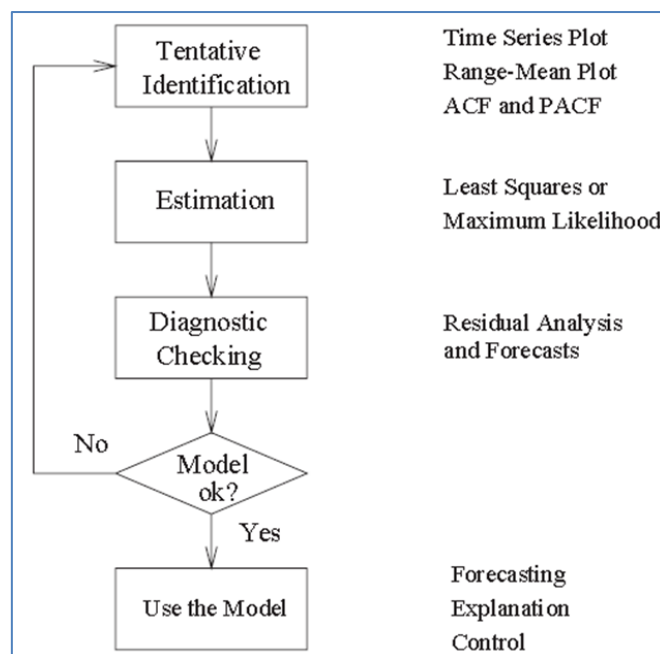 Tentative
Identification
Time Series Plot
Range-Mean Plot
ACF and PACF
Estimation
Least Squares or
Maximum Likelihood
Diagnostic
Checking
Residual Analysis
and Forecasts
No
Model
ok?
Yes
Use the Model
Forecasting
Explanation
Control